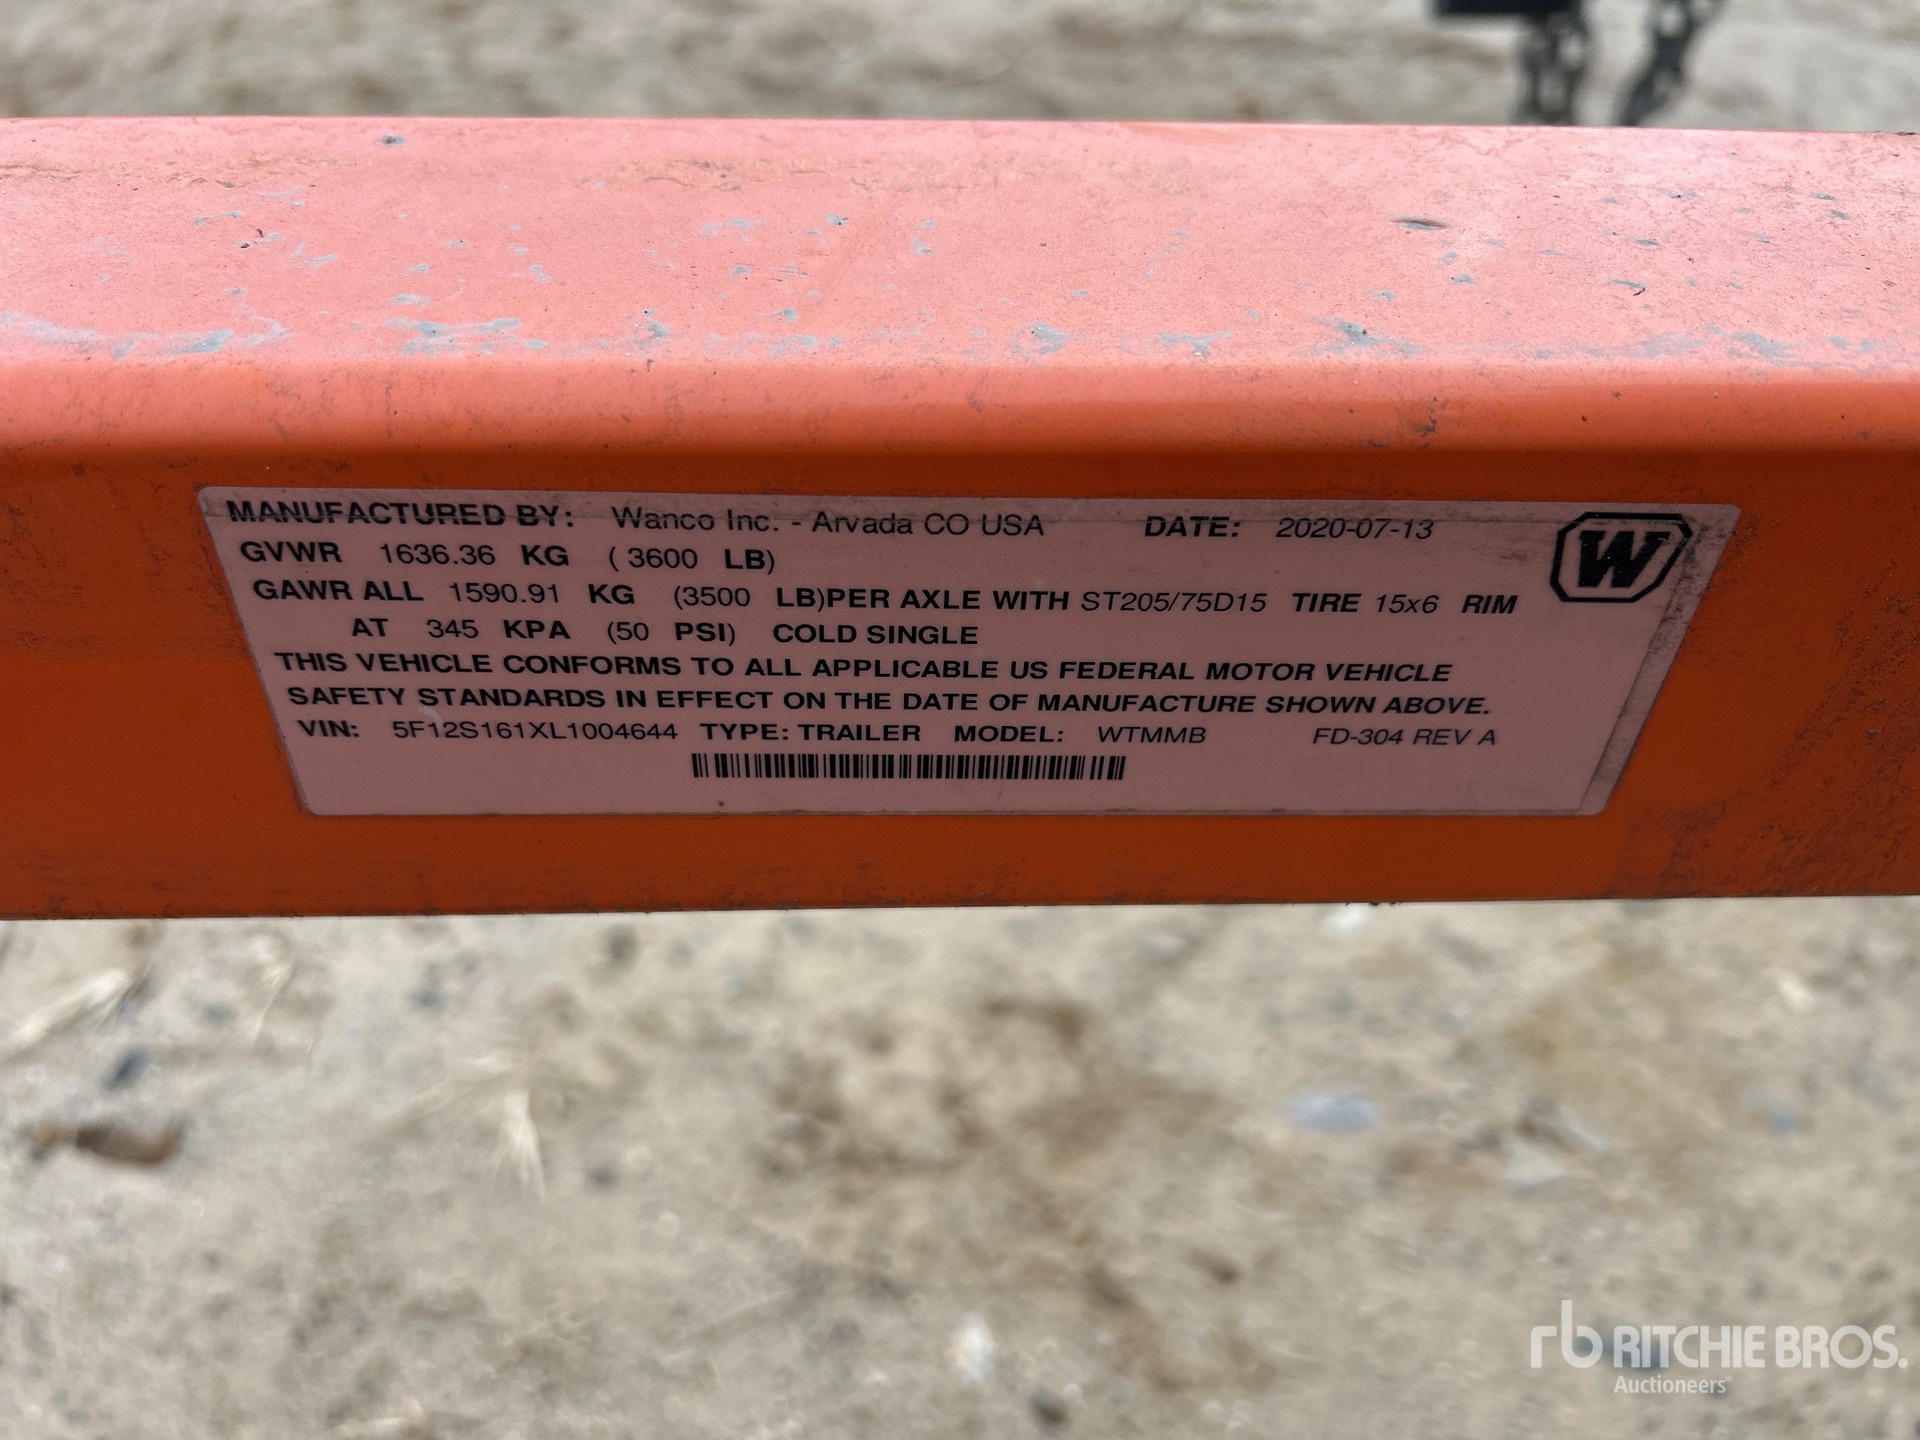 MANUFACTURED BY: Wanco Inc. - Arvada CO USA DATE: 2020-07-13
GVWR 1636.36 KG ( 3600 LB)
GAWR ALL 1590.91 KG (3500 LB)PER AXLE WITH ST205/75D15 TIRE 15x6 RIM
AT 345 KPA (50 PSI) COLD SINGLE
THIS VEHICLE CONFORMS TO ALL APPLICABLE US FEDERAL MOTOR VEHICLE
SAFETY STANDARDS IN EFFECT ON THE DATE OF MANUFACTURE SHOWN ABOVE.
VIN: 5F12S161XL1004644 TYPE: TRAILER MODEL: WTMMB FD-304 REV A
W
rb RITCHIE BROS.
Auctioneers